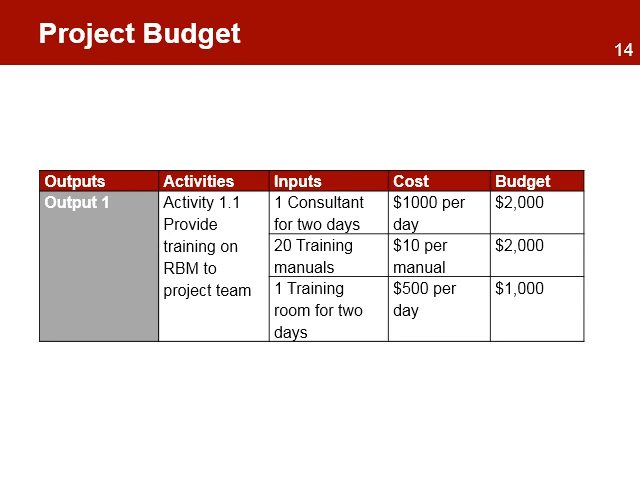 Project Budget
14
Outputs Activities Inputs Cost Budget
Output 1
Activity 1.1
Provide
training on
RBM to
project team
1 Consultant
for two days
$1000 per
day
$2,000
20 Training
manuals
$10 per
manual
$2,000
1 Training
room for two
days
$500 per
day
$1,000